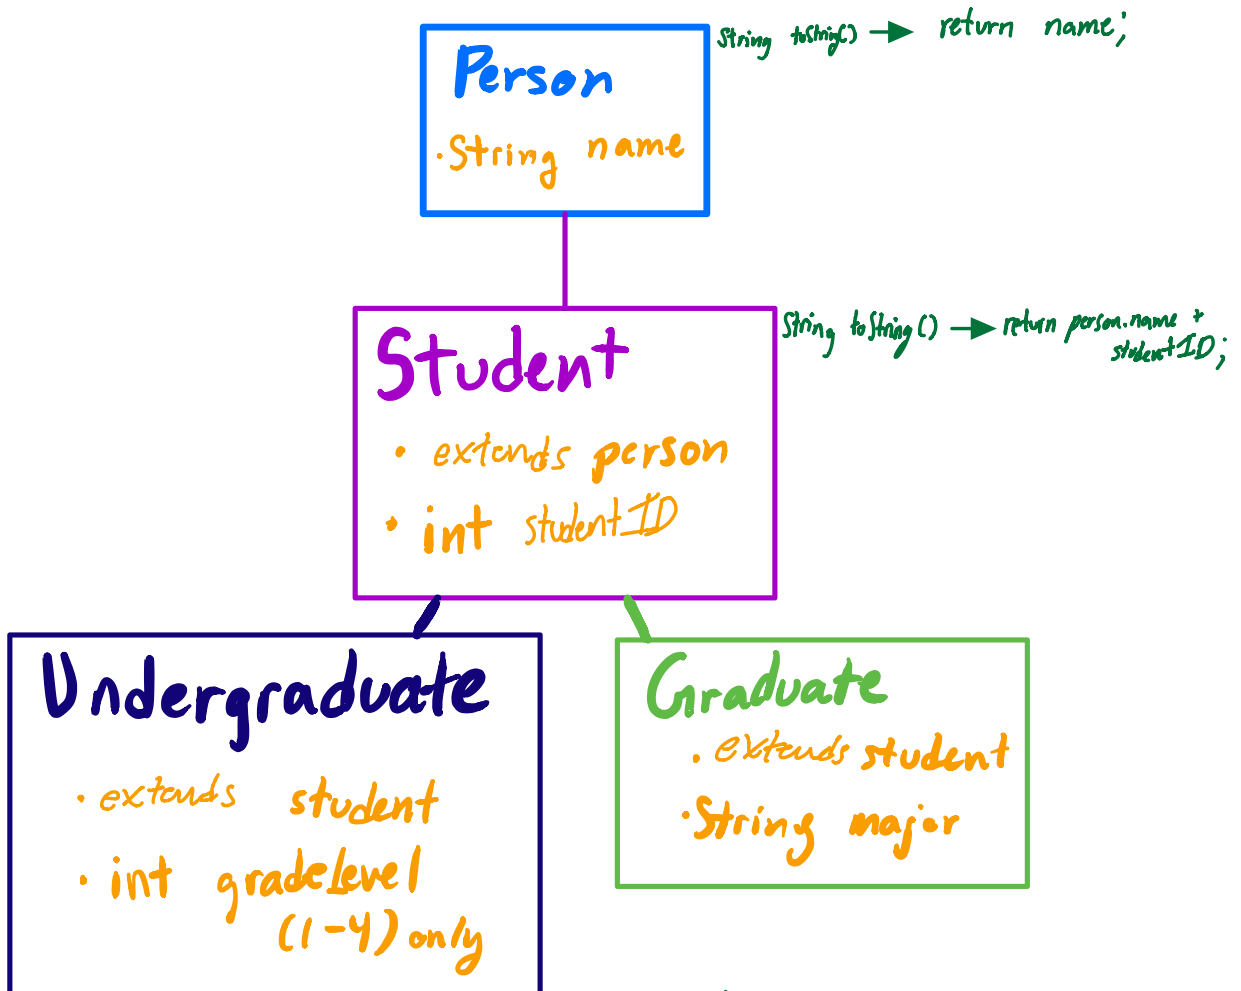 Person
· String name
String toString() → return name;
Student
· extends person
· int studentID
String toString() → return person.name +
studentID;
Undergraduate
· extends student
· int gradelevel
(1-4) only
Graduate
· extends student
· String major